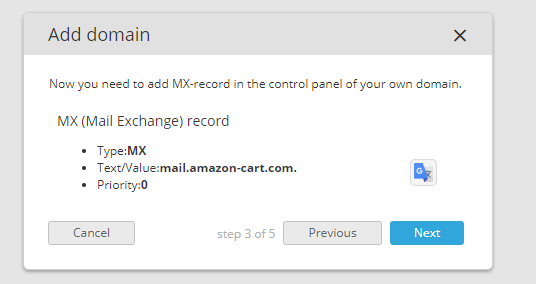 Add domain
Now you need to add MX-record in the control panel of your own domain.
MX (Mail Exchange) record
Type:MX
Text/Value:mail.amazon-cart.com.
Priority:0
Cancel
step 3 of 5
Previous
Next